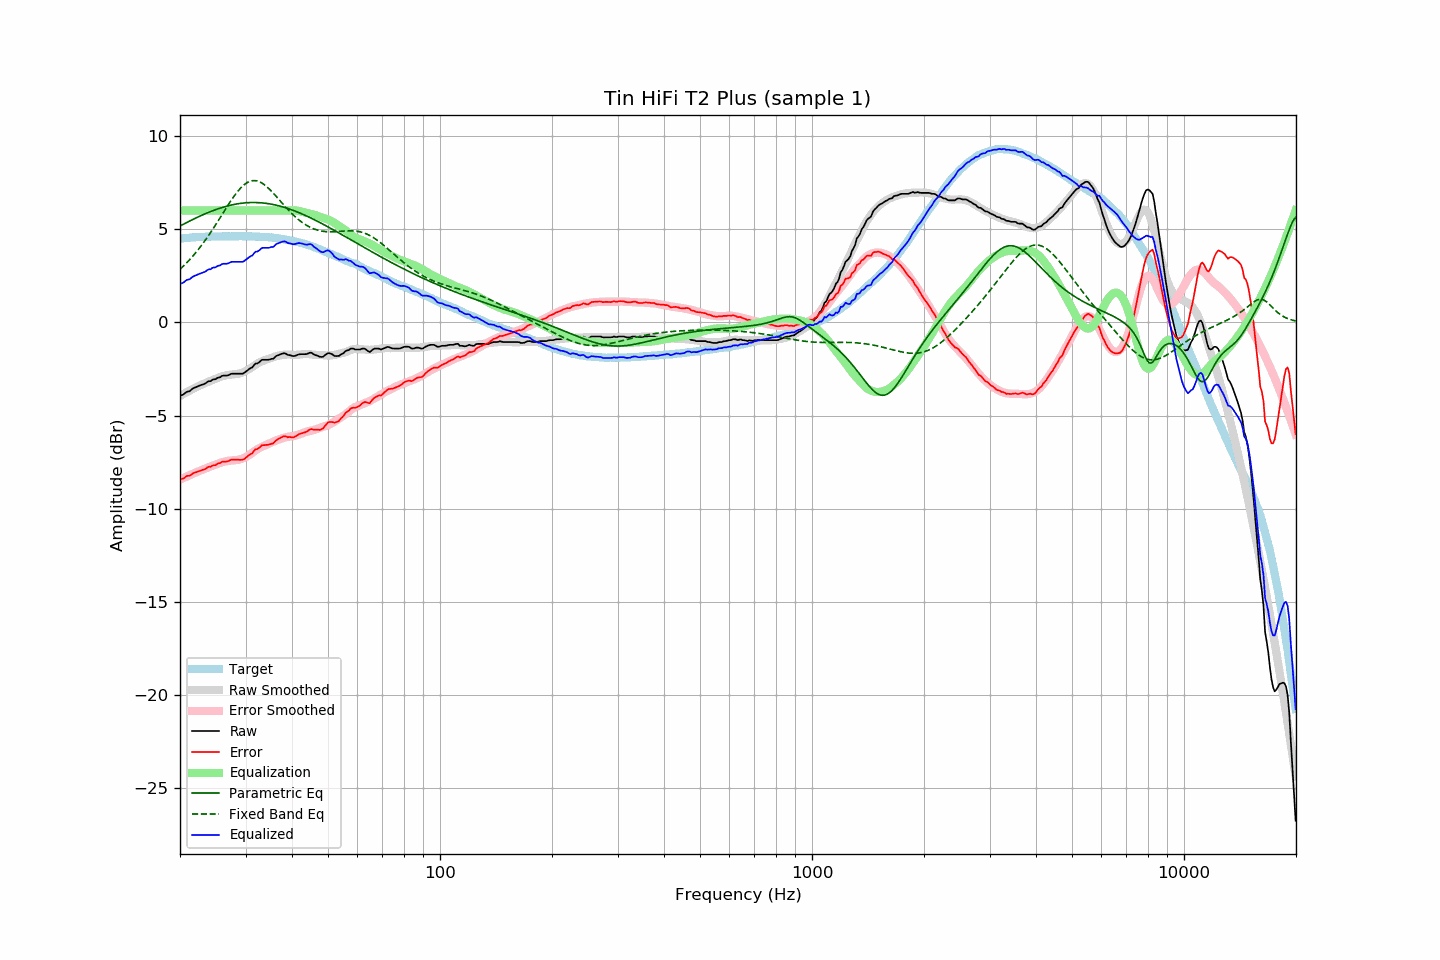 Tin HiFi T2 Plus (sample 1)
10
5
0
−5
−10
−15
−20
−25
Amplitude (dBr)
Target
Raw Smoothed
Error Smoothed
Raw
Error
Equalization
Parametric Eq
Fixed Band Eq
Equalized
100
1000
10000
Frequency (Hz)